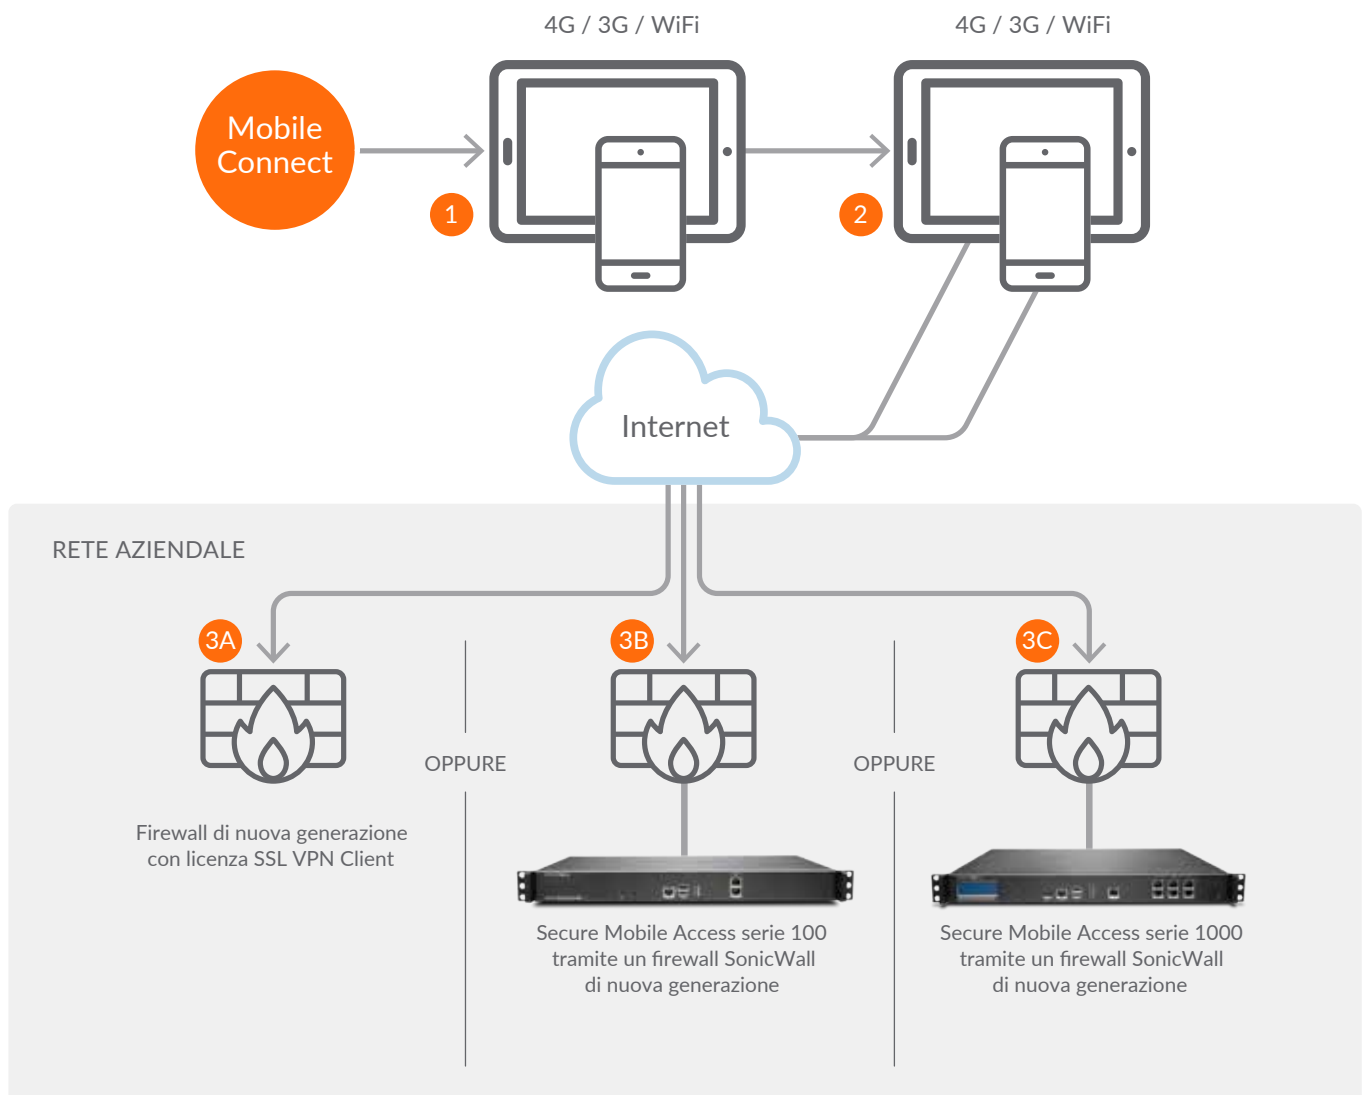 4G / 3G / WiFi
4G / 3G / WiFi
Mobile
Connect
1
2
Internet
RETE AZIENDALE
3A
3B
3C
OPPURE
OPPURE
Firewall di nuova generazione
con licenza SSL VPN Client
Secure Mobile Access serie 100
tramite un firewall SonicWall
di nuova generazione
Secure Mobile Access serie 1000
tramite un firewall SonicWall
di nuova generazione